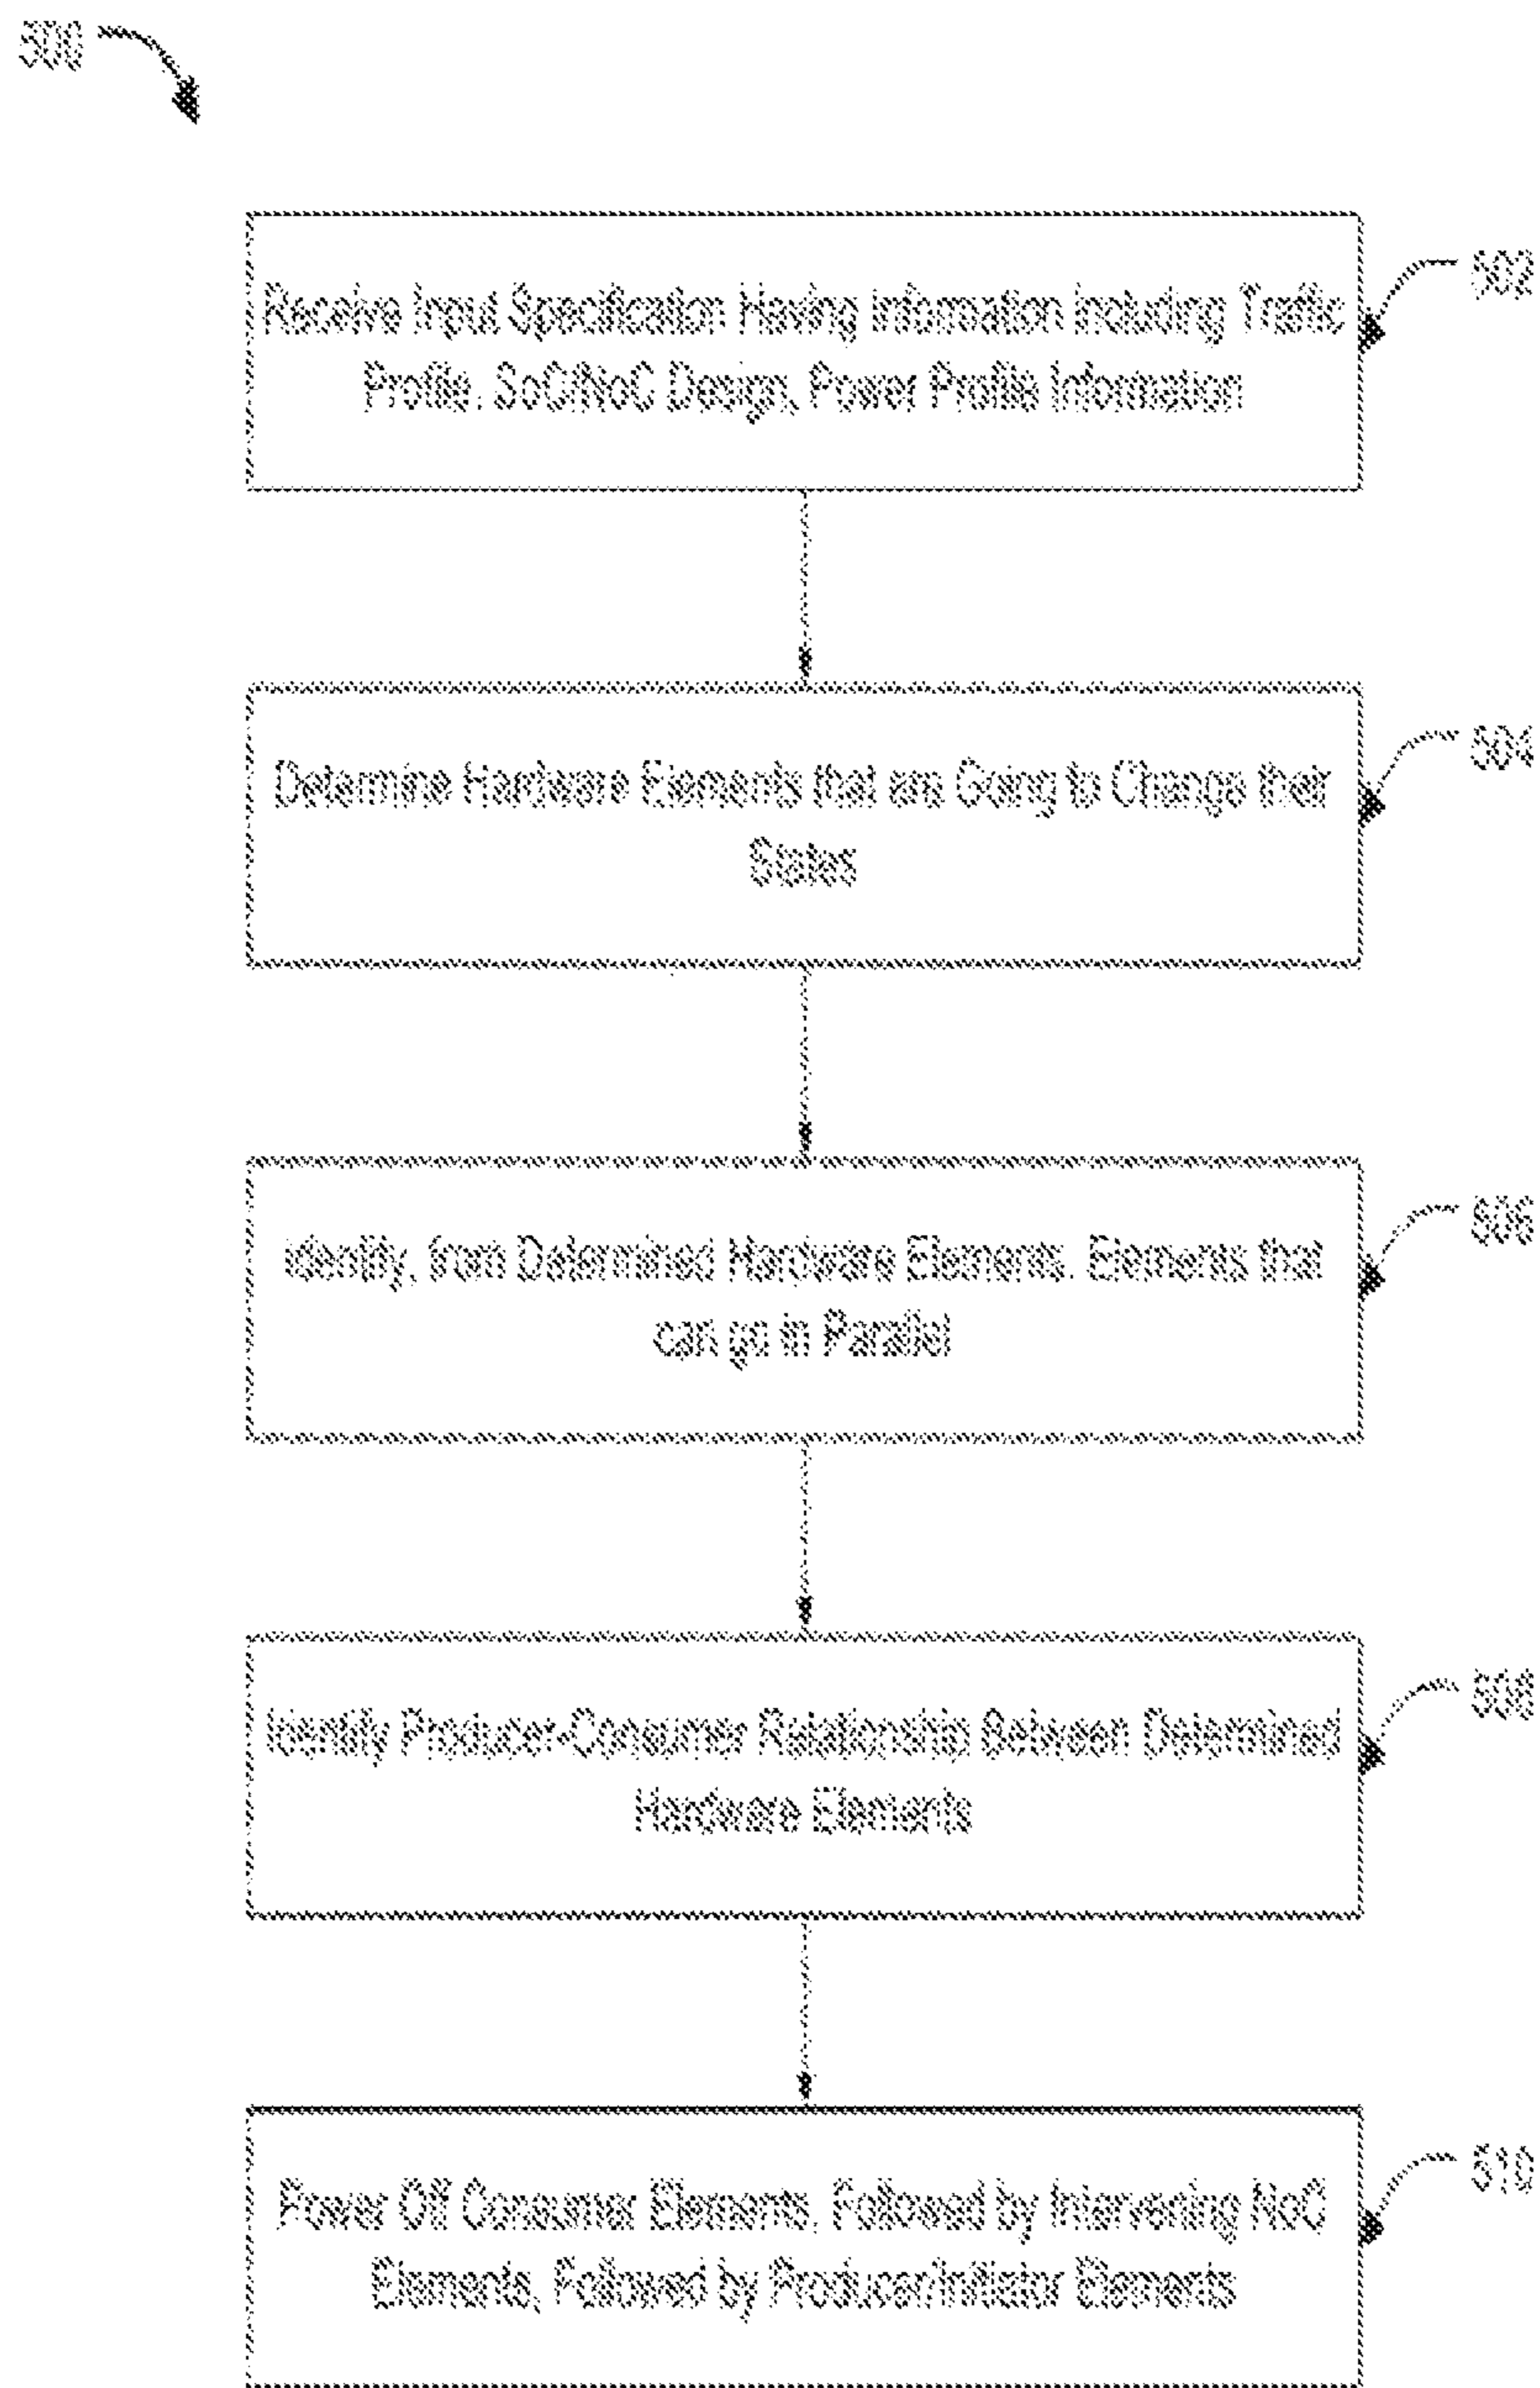 500
Receive Input Specification Having Information including Traffic
Profile, SoC/NoC Design, Power Profile Information
502
Determine Hardware Elements that are Going to Change their
States
504
Identify, from Determined Hardware Elements, Elements that
can go in Parallel
506
Identify Producer-Consumer Relationship Between Determined
Hardware Elements
508
Power Off Consumer Elements, Followed by Intervening NoC
Elements, Followed by Producer/Initiator Elements
510